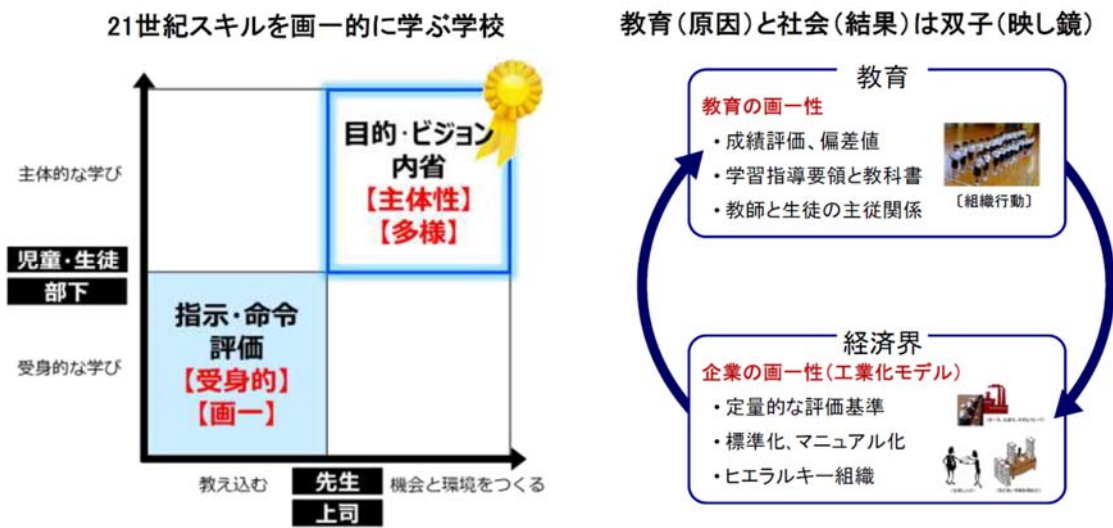 21世紀スキルを画一的に学ぶ学校
主体的な学び
児童・生徒
部下
受身的な学び
目的・ビジョン
内省
【主体性】
【多様】
指示・命令
評価
【受身的】
【画一】
教え込む
先生
上司
機会と環境をつくる
教育(原因)と社会(結果)は双子(映し鏡)
教育
教育の画一性
・成績評価、偏差値
・学習指導要領と教科書
・教師と生徒の主従関係
〔組織行動〕
経済界
企業の画一性(工業化モデル)
・定量的な評価基準
・標準化、マニュアル化
・ヒエラルキー組織